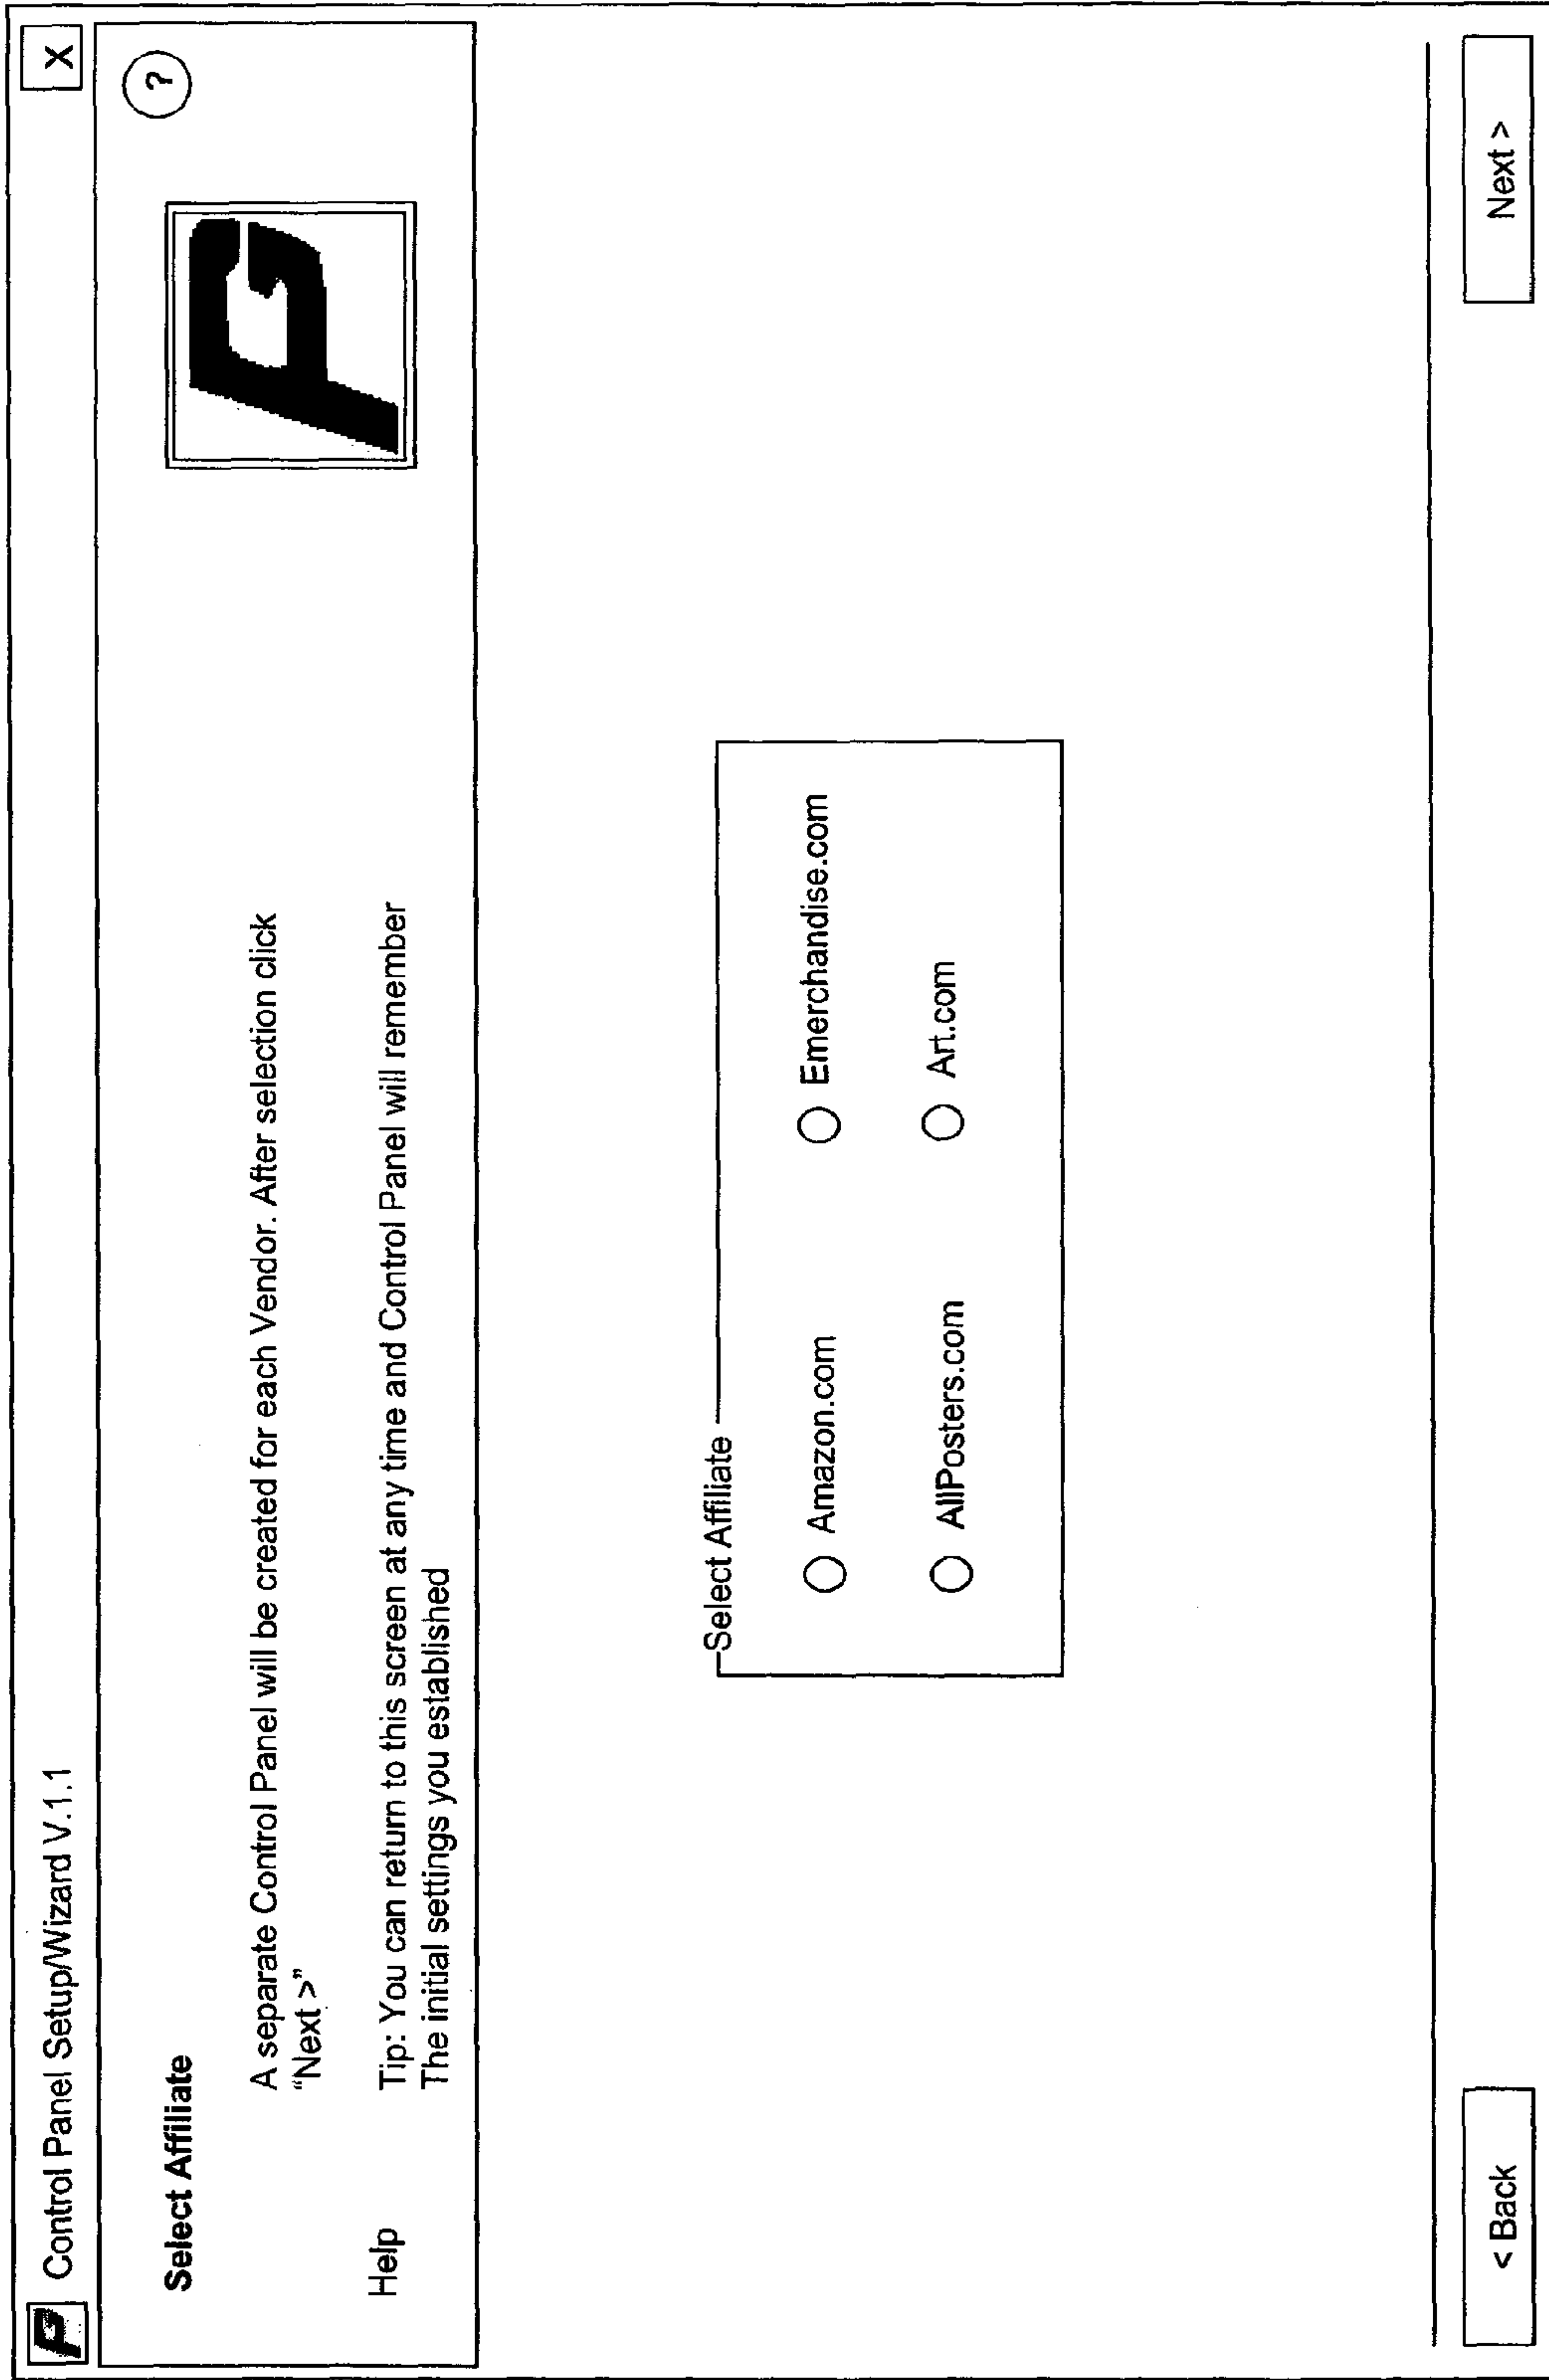 Control Panel Setup/Wizard V.1.1
X
?
Select Affiliate
A separate Control Panel will be created for each Vendor. After selection click
“Next >”
Help
Tip: You can return to this screen at any time and Control Panel will remember
The initial settings you established
Select Affiliate
Amazon.com
Emerchandise.com
AllPosters.com
Art.com
< Back
Next >